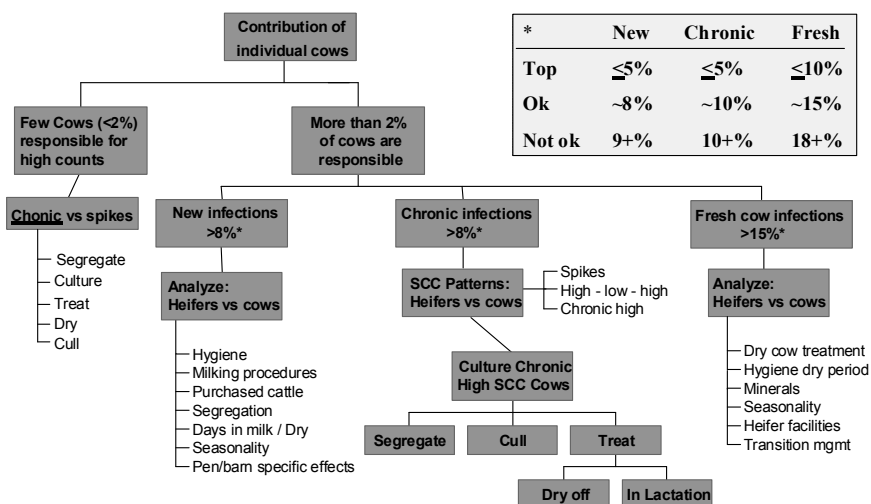 Contribution of
individual cows
* New Chronic Fresh
Top ≤5% ≤5% ≤10%
Ok ~8% ~10% ~15%
Not ok 9+% 10+% 18+%
Few Cows (<2%)
responsible for
high counts
More than 2%
of cows are
responsible
Chonic vs spikes
Segregate
Culture
Treat
Dry
Cull
New infections
>8%*
Analyze:
Heifers vs cows
Hygiene
Milking procedures
Purchased cattle
Segregation
Days in milk / Dry
Seasonality
Pen/barn specific effects
Chronic infections
>8%*
SCC Patterns:
Heifers vs cows
Spikes
High - low - high
Chronic high
Culture Chronic
High SCC Cows
Segregate
Cull
Treat
Dry off
In Lactation
Fresh cow infections
>15%*
Analyze:
Heifers vs cows
Dry cow treatment
Hygiene dry period
Minerals
Seasonality
Heifer facilities
Transition mgmt